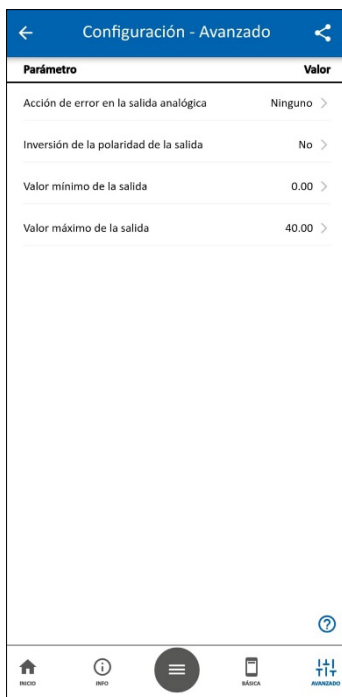 Configuración - Avanzado
Parámetro Valor
Acción de error en la salida analógica Ninguno
Inversión de la polaridad de la salida No
Valor mínimo de la salida 0.00
Valor máximo de la salida 40.00
INICIO INFO BÁSICA AVANZADO